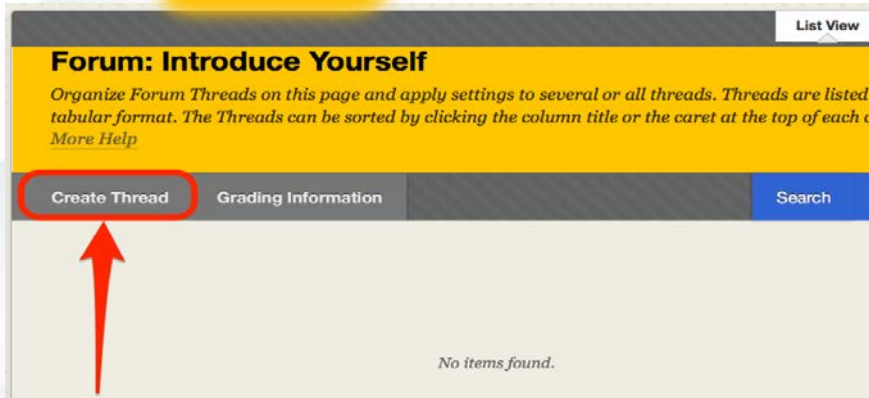 List View
Forum: Introduce Yourself
Organize Forum Threads on this page and apply settings to several or all threads. Threads are listed
tabular format. The Threads can be sorted by clicking the column title or the caret at the top of each
More Help
Create Thread
Grading Information
Search
No items found.